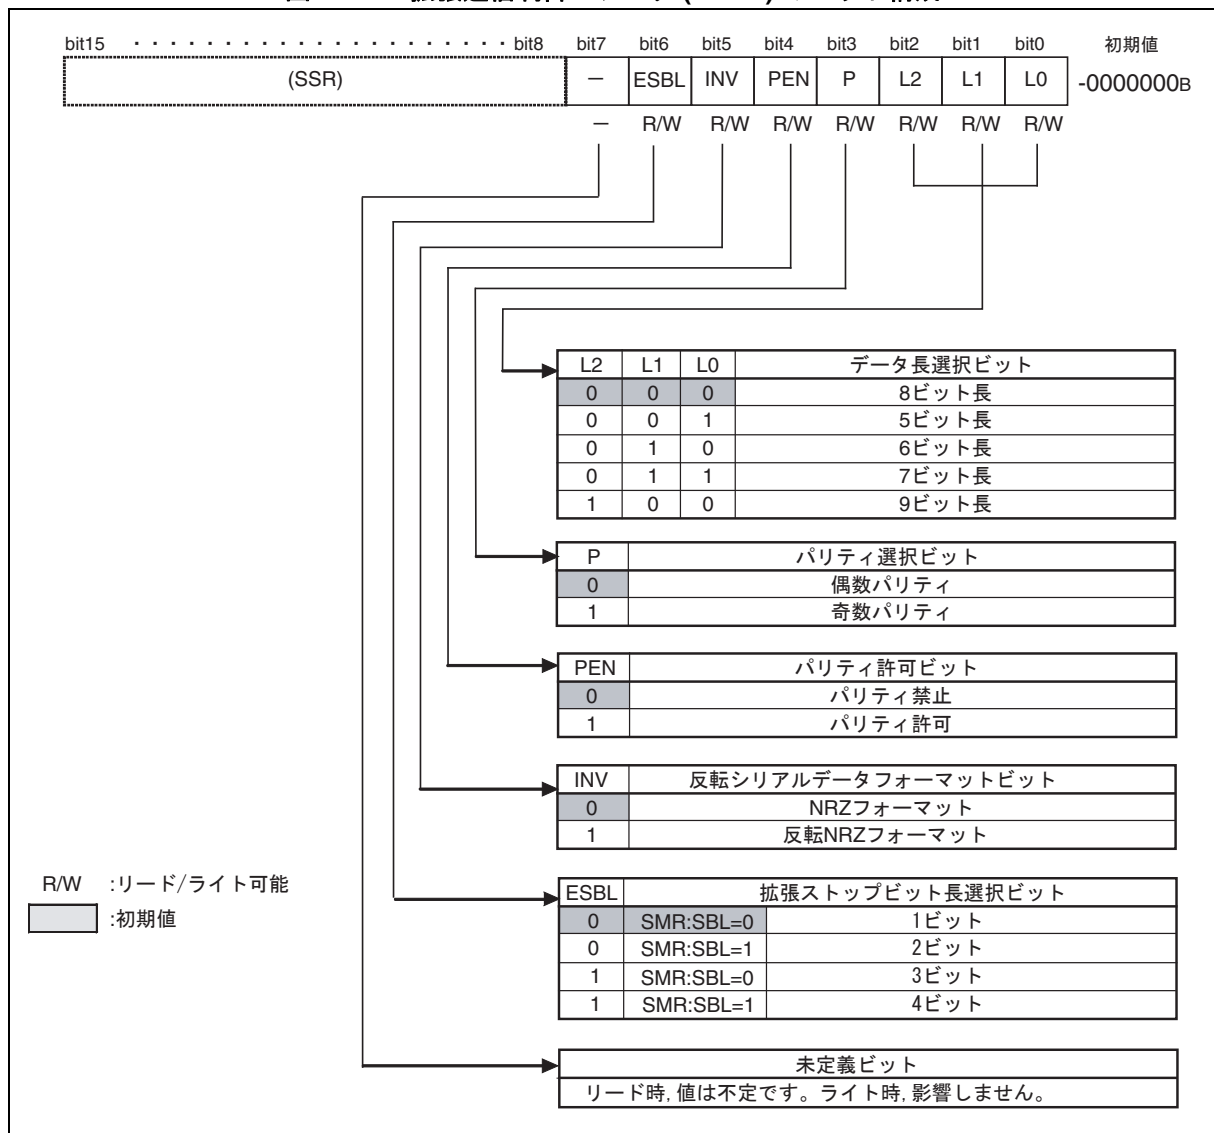 bit15 ・・・・・・・・・・・・・・・・・・・・・・ bit8 bit7 bit6 bit5 bit4 bit3 bit2 bit1 bit0 初期値
(SSR) － ESBL INV PEN P L2 L1 L0 -0000000B
－ R/W R/W R/W R/W R/W R/W R/W
L2 L1 L0 データ長選択ビット
0 0 0 8ビット長
0 0 1 5ビット長
0 1 0 6ビット長
0 1 1 7ビット長
1 0 0 9ビット長
P パリティ選択ビット
0 偶数パリティ
1 奇数パリティ
PEN パリティ許可ビット
0 パリティ禁止
1 パリティ許可
INV 反転シリアルデータフォーマットビット
0 NRZフォーマット
1 反転NRZフォーマット
R/W :リード/ライト可能
:初期値
ESBL 拡張ストップビット長選択ビット
0 SMR:SBL=0 1ビット
0 SMR:SBL=1 2ビット
1 SMR:SBL=0 3ビット
1 SMR:SBL=1 4ビット
未定義ビット
リード時, 値は不定です。ライト時, 影響しません。